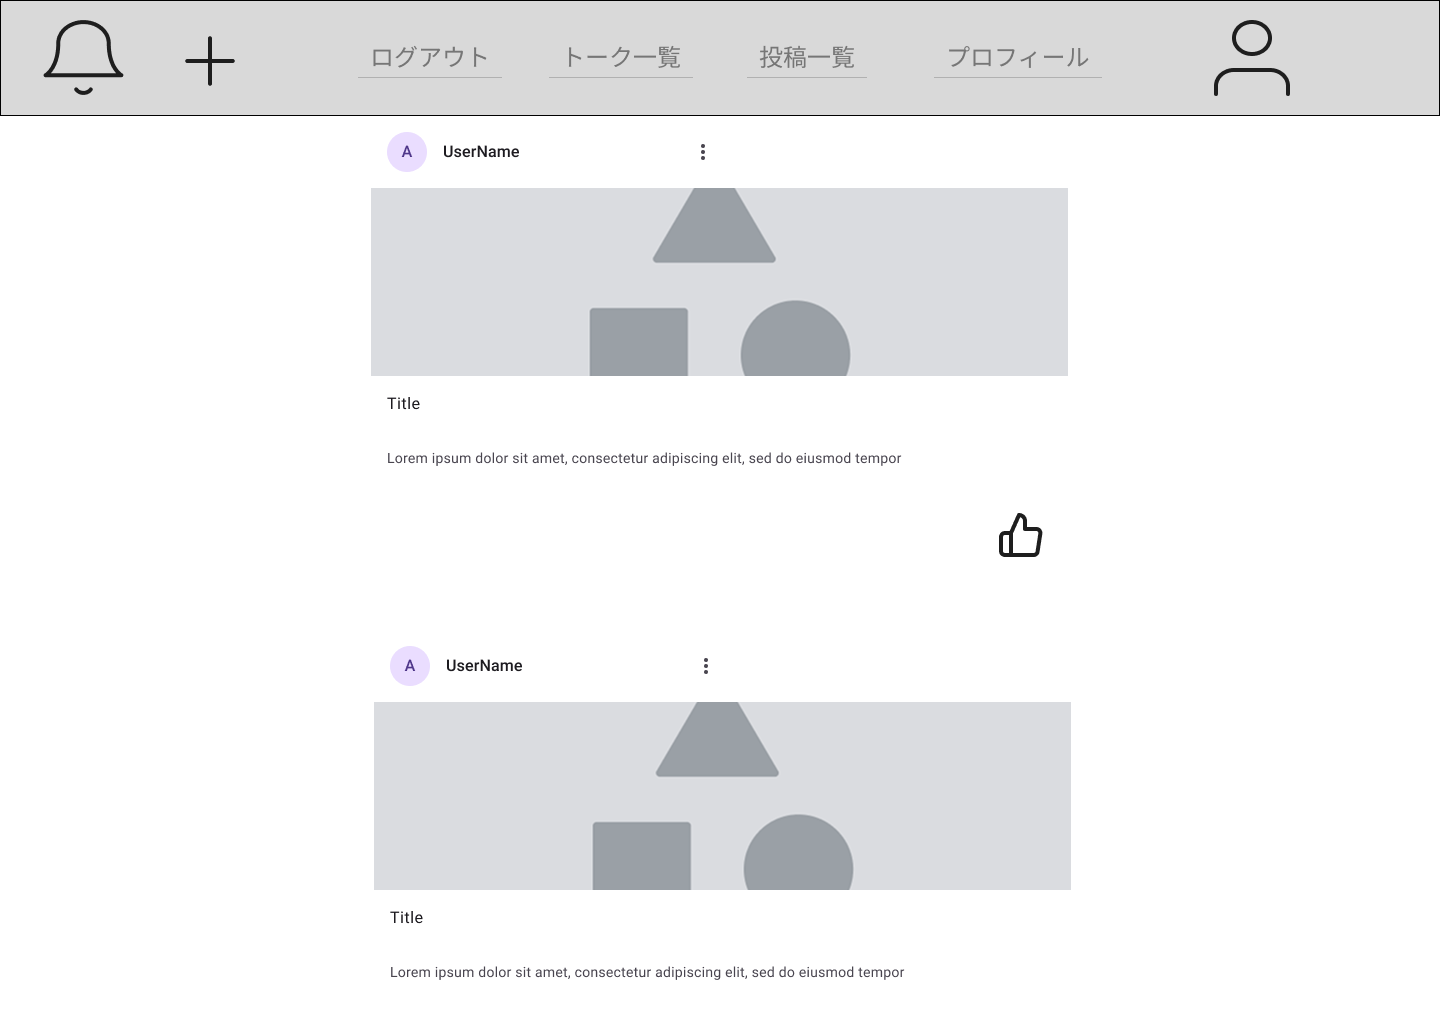 ログアウト
トーク一覧
投稿一覧
プロフィール
A
UserName
Title
Lorem ipsum dolor sit amet, consectetur adipiscing elit, sed do eiusmod tempor
A
UserName
Title
Lorem ipsum dolor sit amet, consectetur adipiscing elit, sed do eiusmod tempor